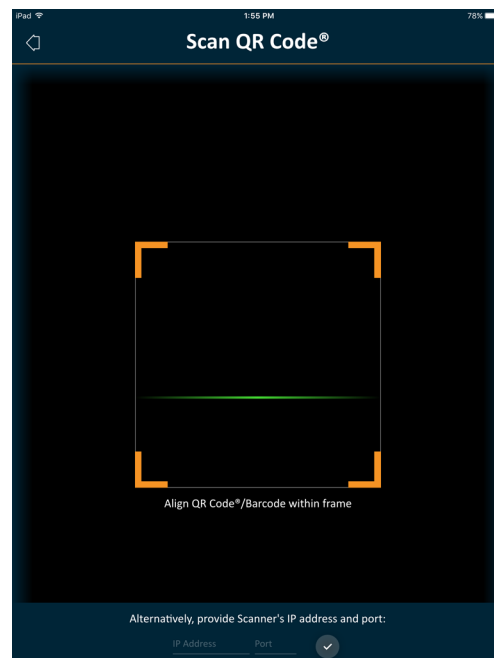 iPad 1:55 PM 78%
Scan QR Code®
Align QR Code®/Barcode within frame
Alternatively, provide Scanner's IP address and port:
IP Address Port